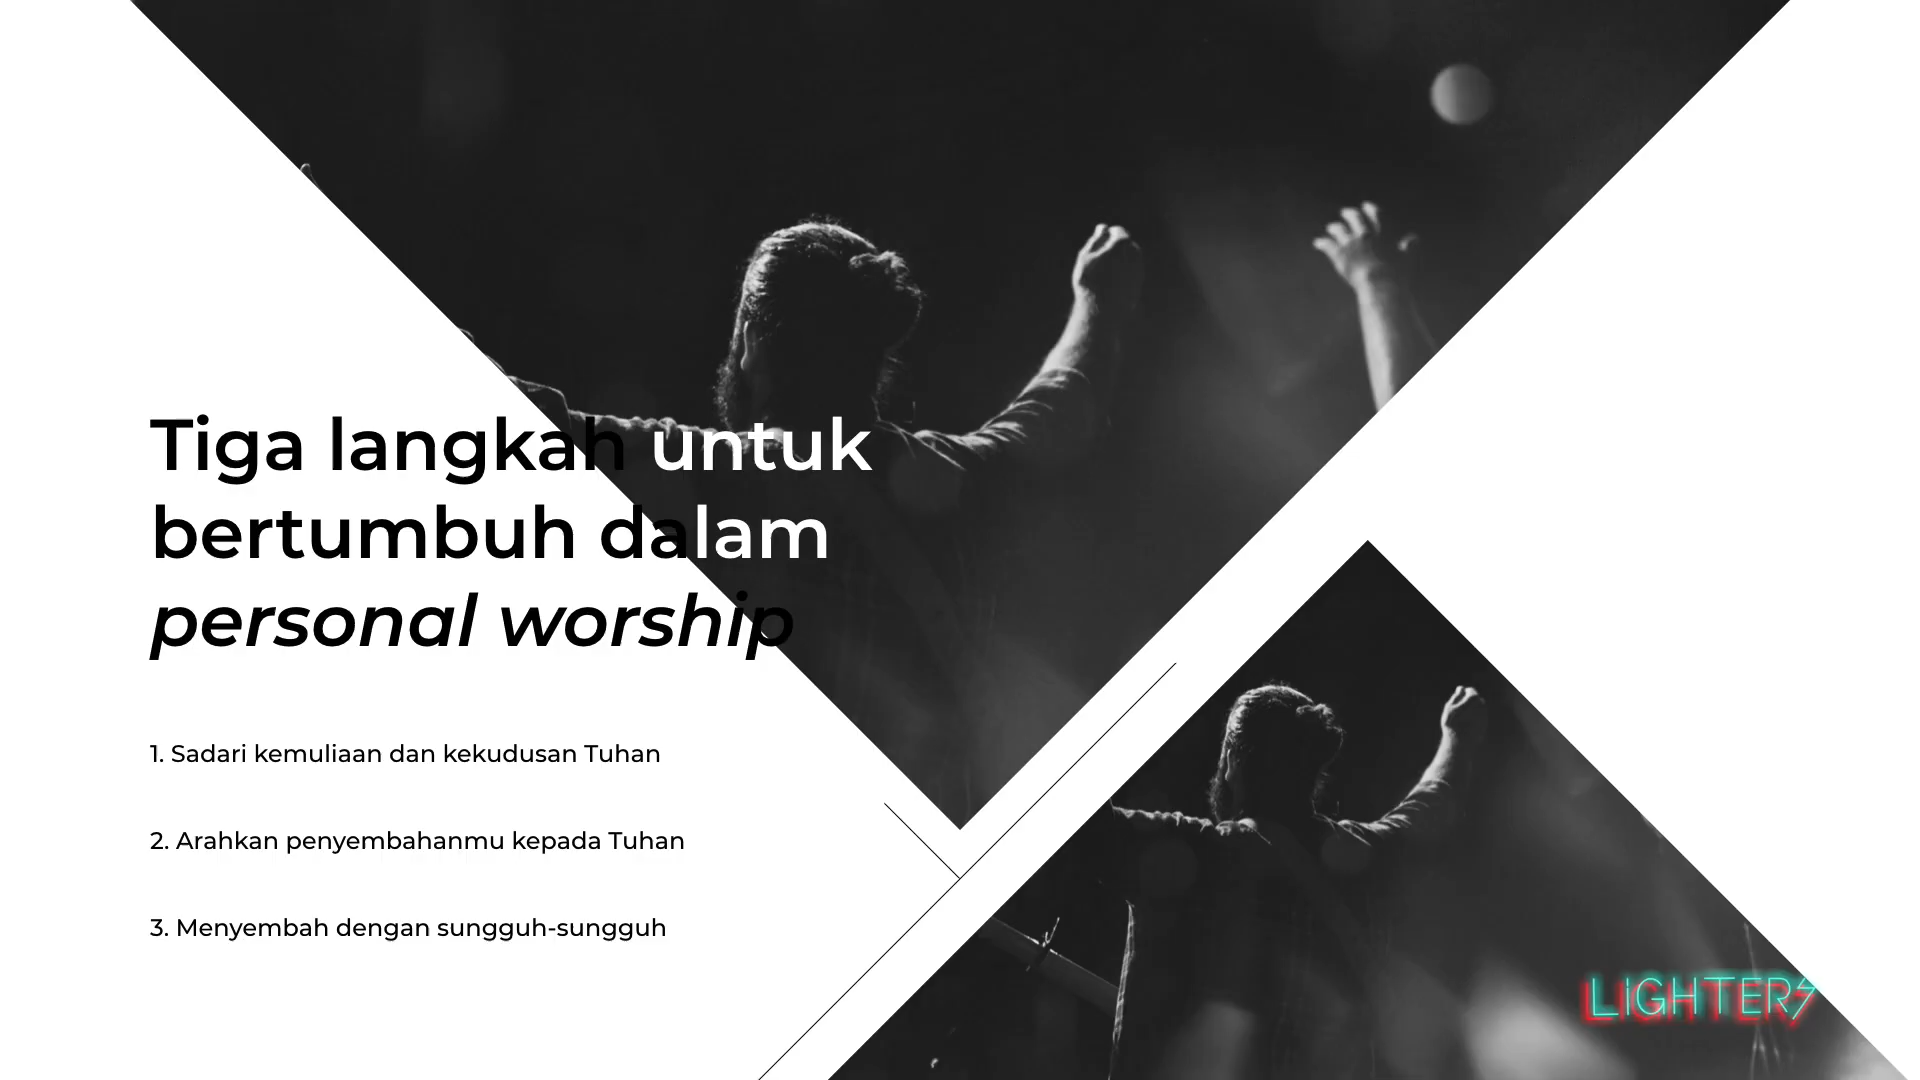 Tiga langkah untuk
bertumbuh dalam
personal worship
1. Sadari kemuliaan dan kekudusan Tuhan
2. Arahkan penyembahanmu kepada Tuhan
3. Menyembah dengan sungguh-sungguh
LIGHTERS